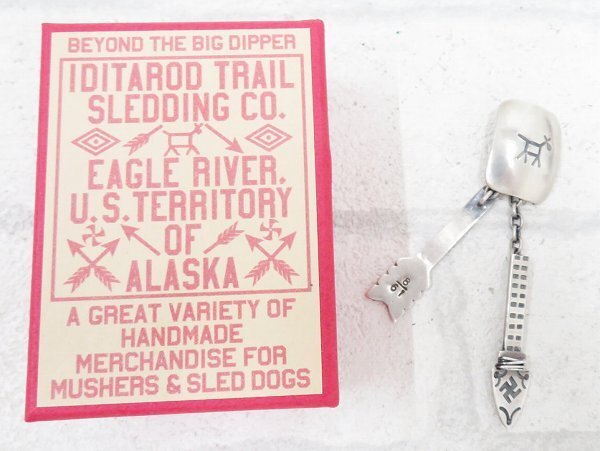 BEYOND THE BIG DIPPER
IDITAROD TRAIL
SLEDDING CO.
EAGLE RIVER,
U.S. TERRITORY
OF
ALASKA
A GREAT VARIETY OF
HANDMADE
MERCHANDISE FOR
MUSHERS & SLED DOGS